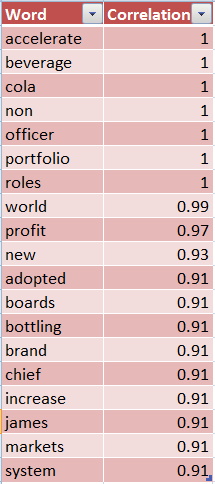 Word Correlation
accelerate 1
beverage 1
cola 1
non 1
officer 1
portfolio 1
roles 1
world 0.99
profit 0.97
new 0.93
adopted 0.91
boards 0.91
bottling 0.91
brand 0.91
chief 0.91
increase 0.91
james 0.91
markets 0.91
system 0.91